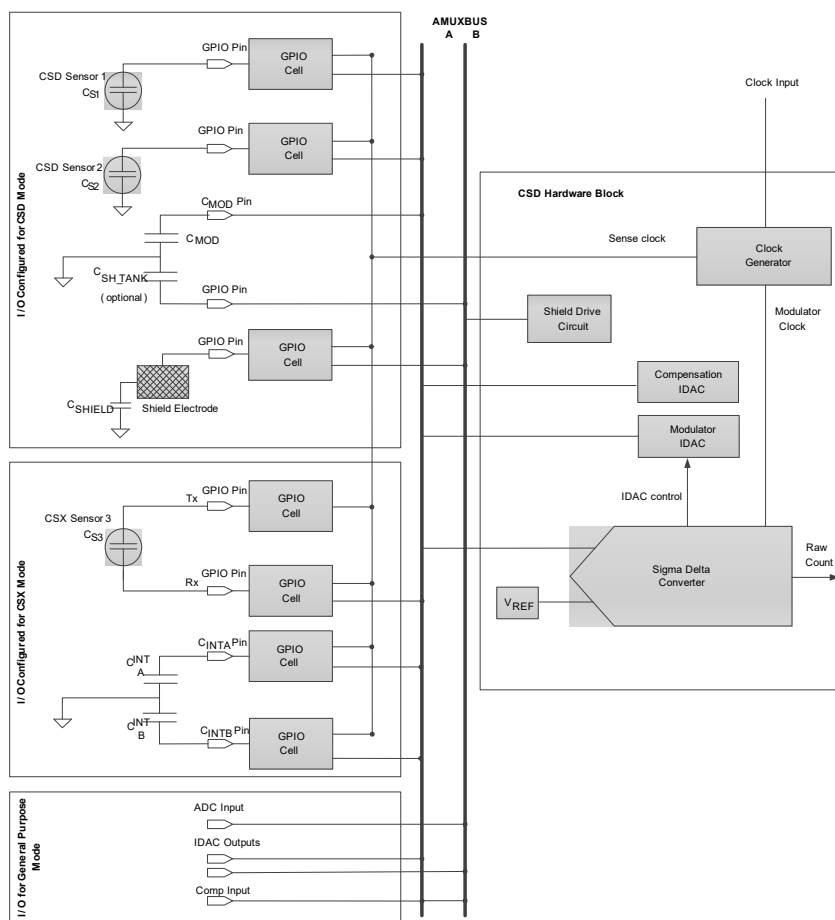 AMUXBUS
A B
I/O Configured for CSD Mode
GPIO Pin
GPIO
Cell
CSD Sensor 1
CS1
GPIO Pin
GPIO
Cell
CSD Sensor 2
CS2
CMOD Pin
CMOD
CSH_TANK
(optional)
GPIO Pin
GPIO Pin
GPIO
Cell
CSHIELD
Shield Electrode
I/O Configured for CSX Mode
Tx
GPIO Pin
GPIO
Cell
CSX Sensor 3
CS3
Rx
GPIO Pin
GPIO
Cell
CINTA Pin
GPIO
Cell
CINT
A
CINT
B
CINTB Pin
GPIO
Cell
I/O for General Purpose
Mode
ADC Input
IDAC Outputs
Comp Input
Clock Input
CSD Hardware Block
Sense clock
Clock
Generator
Modulator
Clock
Shield Drive
Circuit
Compensation
IDAC
Modulator
IDAC
IDAC control
Sigma Delta
Converter
Raw
Count
VREF